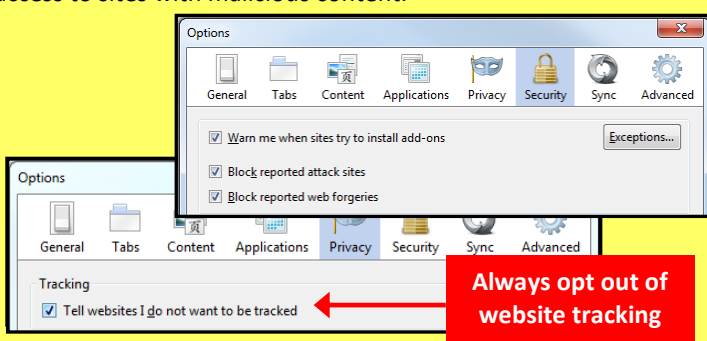 access to sites with malicious content.
Options
General Tabs Content Applications Privacy Security Sync Advanced
Warn me when sites try to install add-ons Exceptions...
Block reported attack sites
Block reported web forgeries
Options
General Tabs Content Applications Privacy Security Sync Advanced
Tracking
Tell websites I do not want to be tracked
Always opt out of
website tracking